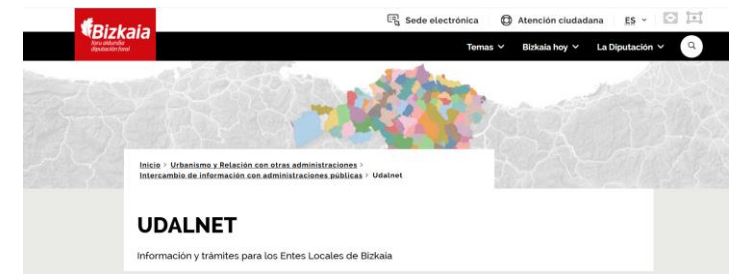 Sede electrónica Atención ciudadana ES
Bizkaia
foru aldundia
diputación foral
Temas Bizkaia hoy La Diputación
Inicio > Urbanismo y Relación con otras administraciones >
Intercambio de información con administraciones públicas > Udalnet
UDALNET
Información y trámites para los Entes Locales de Bizkaia